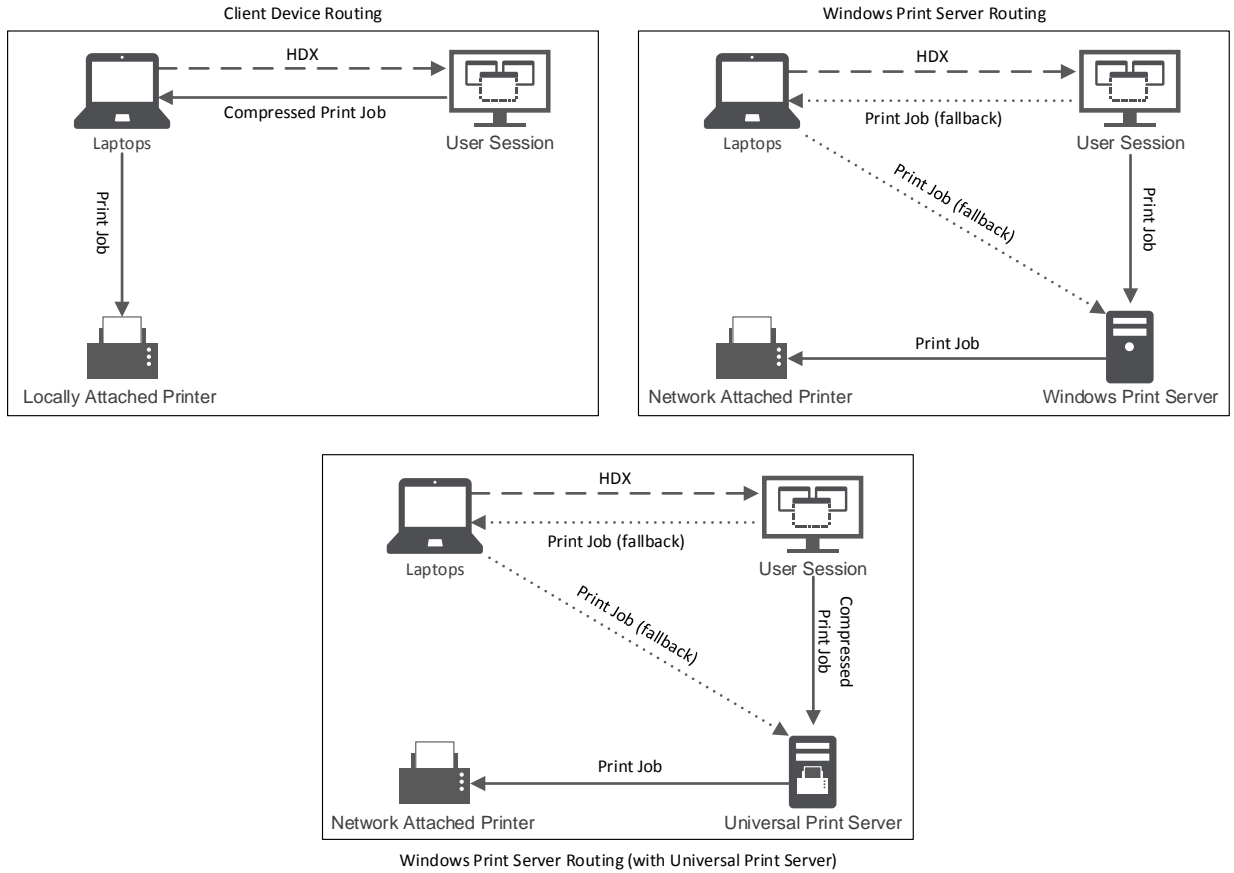 Client Device Routing
HDX
Compressed Print Job
Laptops
User Session
Print Job
Locally Attached Printer
Windows Print Server Routing
HDX
Print Job (fallback)
Laptops
User Session
Print Job (fallback)
Print Job
Print Job
Network Attached Printer
Windows Print Server
HDX
Print Job (fallback)
Laptops
User Session
Print Job (fallback)
Compressed
Print Job
Print Job
Network Attached Printer
Universal Print Server
Windows Print Server Routing (with Universal Print Server)